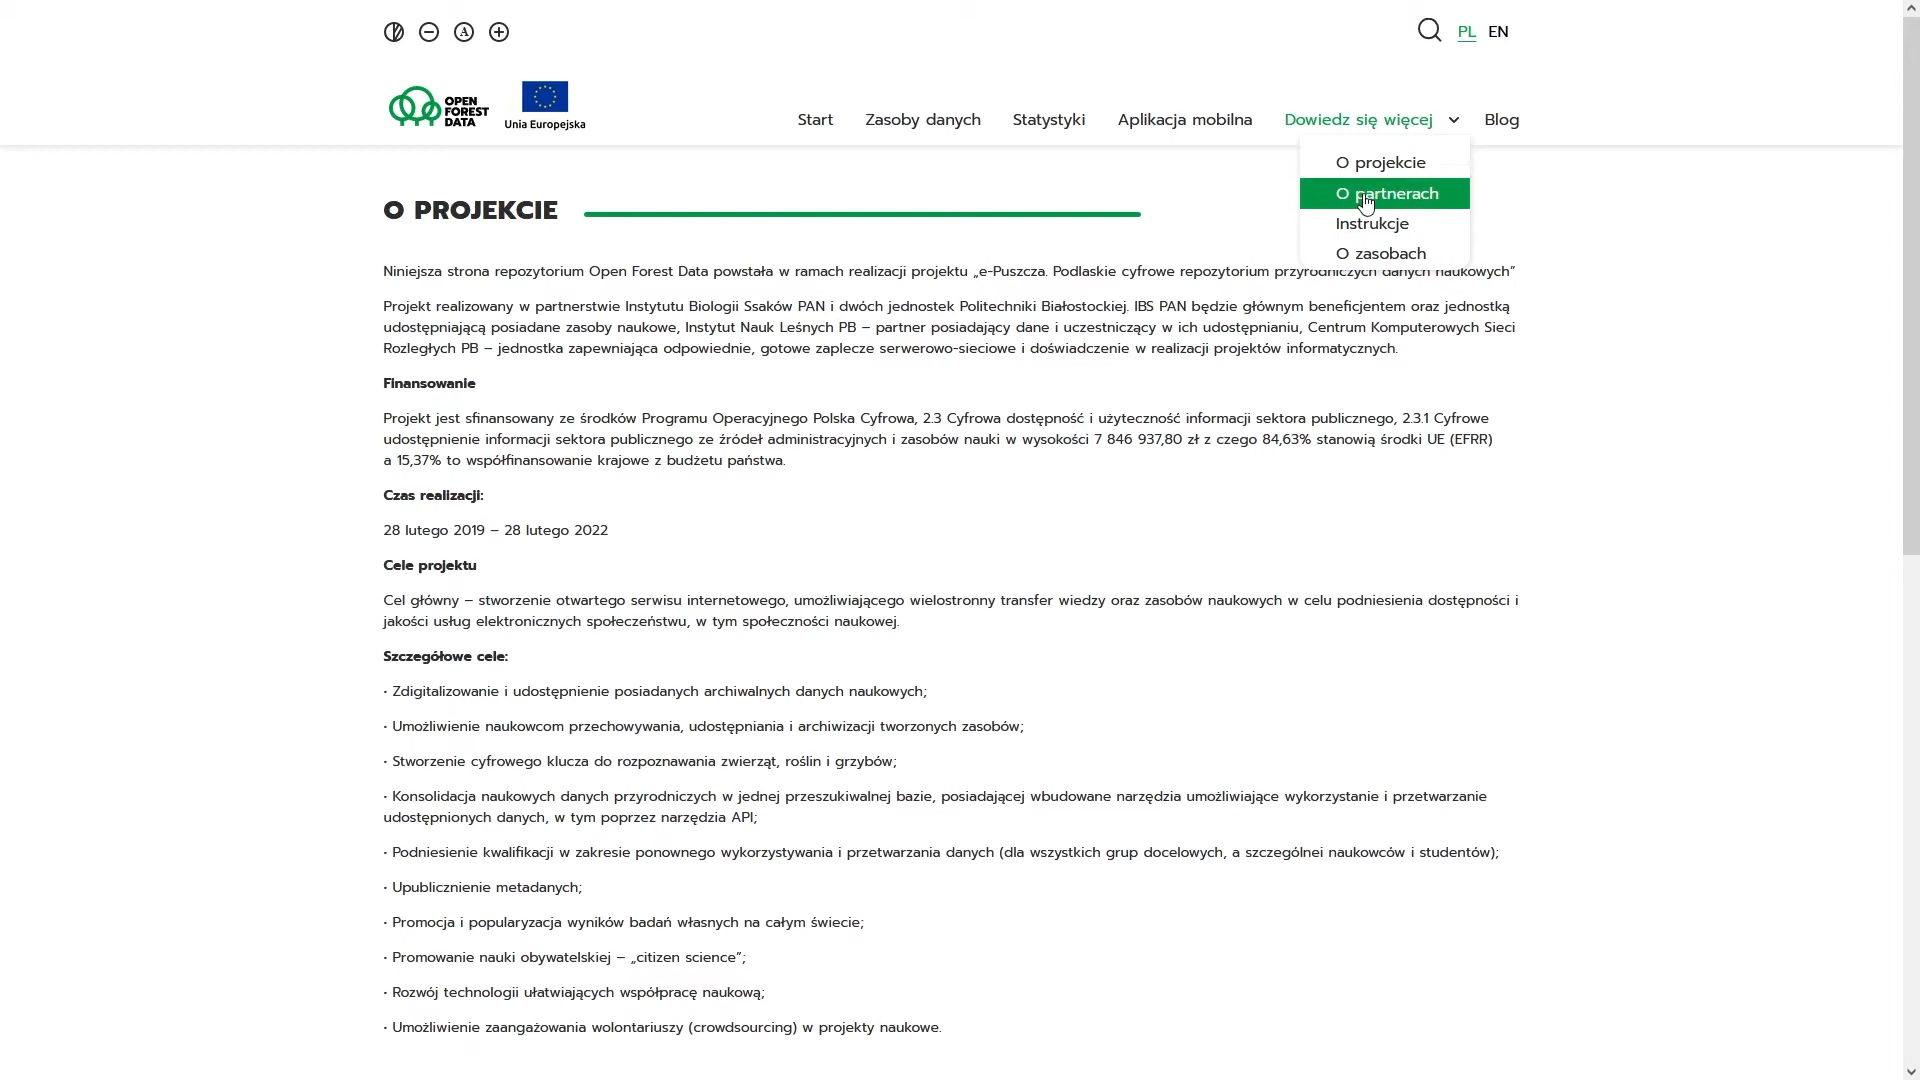 PL EN
OPEN
FOREST
DATA
Unia Europejska
Start Zasoby danych Statystyki Aplikacja mobilna Dowiedz się więcej Blog
O projekcie
O partnerach
Instrukcje
O zasobach
O PROJEKCIE
Niniejsza strona repozytorium Open Forest Data powstała w ramach realizacji projektu „e-Puszcza. Podlaskie cyfrowe repozytorium przyrodniczych danych naukowych”
Projekt realizowany w partnerstwie Instytutu Biologii Ssaków PAN i dwóch jednostek Politechniki Białostockiej. IBS PAN będzie głównym beneficjentem oraz jednostką
udostępniającą posiadane zasoby naukowe, Instytut Nauk Leśnych PB – partner posiadający dane i uczestniczący w ich udostępnianiu, Centrum Komputerowych Sieci
Rozległych PB – jednostka zapewniająca odpowiednie, gotowe zaplecze serwerowo-sieciowe i doświadczenie w realizacji projektów informatycznych.
Finansowanie
Projekt jest sfinansowany ze środków Programu Operacyjnego Polska Cyfrowa, 2.3 Cyfrowa dostępność i użyteczność informacji sektora publicznego, 2.3.1 Cyfrowe
udostępnienie informacji sektora publicznego ze źródeł administracyjnych i zasobów nauki w wysokości 7 846 937,80 zł z czego 84,63% stanowią środki UE (EFRR)
a 15,37% to współfinansowanie krajowe z budżetu państwa.
Czas realizacji:
28 lutego 2019 – 28 lutego 2022
Cele projektu
Cel główny – stworzenie otwartego serwisu internetowego, umożliwiającego wielostronny transfer wiedzy oraz zasobów naukowych w celu podniesienia dostępności i
jakości usług elektronicznych społeczeństwu, w tym społeczności naukowej.
Szczegółowe cele:
• Zdigitalizowanie i udostępnienie posiadanych archiwalnych danych naukowych;
• Umożliwienie naukowcom przechowywania, udostępniania i archiwizacji tworzonych zasobów;
• Stworzenie cyfrowego klucza do rozpoznawania zwierząt, roślin i grzybów;
• Konsolidacja naukowych danych przyrodniczych w jednej przeszukiwalnej bazie, posiadającej wbudowane narzędzia umożliwiające wykorzystanie i przetwarzanie
udostępnionych danych, w tym poprzez narzędzia API;
• Podniesienie kwalifikacji w zakresie ponownego wykorzystywania i przetwarzania danych (dla wszystkich grup docelowych, a szczególnei naukowców i studentów);
• Upublicznienie metadanych;
• Promocja i popularyzacja wyników badań własnych na całym świecie;
• Promowanie nauki obywatelskiej – „citizen science”;
• Rozwój technologii ułatwiających współpracę naukową;
• Umożliwienie zaangażowania wolontariuszy (crowdsourcing) w projekty naukowe.